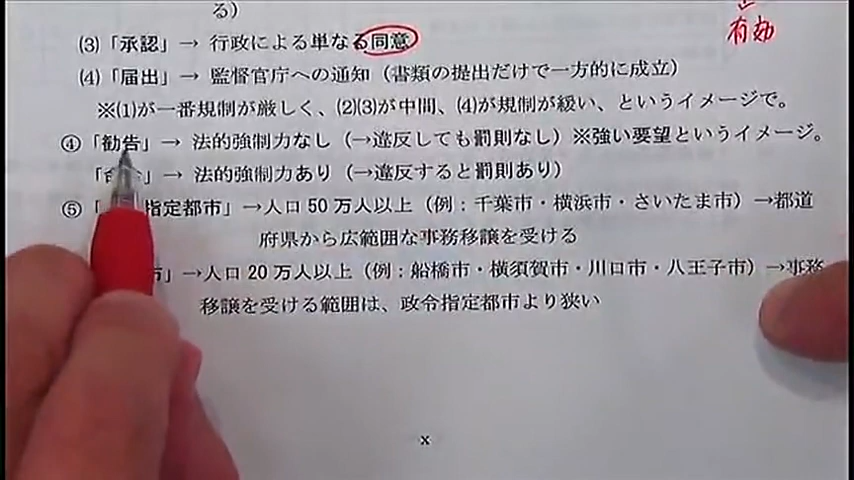 る）
有効
(3)「承認」→ 行政による単なる同意
(4)「届出」→ 監督官庁への通知（書類の提出だけで一方的に成立）
※(1)が一番規制が厳しく、(2)(3)が中間、(4)が規制が緩い、というイメージで。
④「勧告」→ 法的強制力なし（→違反しても罰則なし）※強い要望というイメージ。
「　」→ 法的強制力あり（→違反すると罰則あり）
⑤「　指定都市」→人口 50 万人以上（例：千葉市・横浜市・さいたま市）→都道
府県から広範囲な事務移譲を受ける
市」→人口 20 万人以上（例：船橋市・横須賀市・川口市・八王子市）→事務
移譲を受ける範囲は、政令指定都市より狭い
x